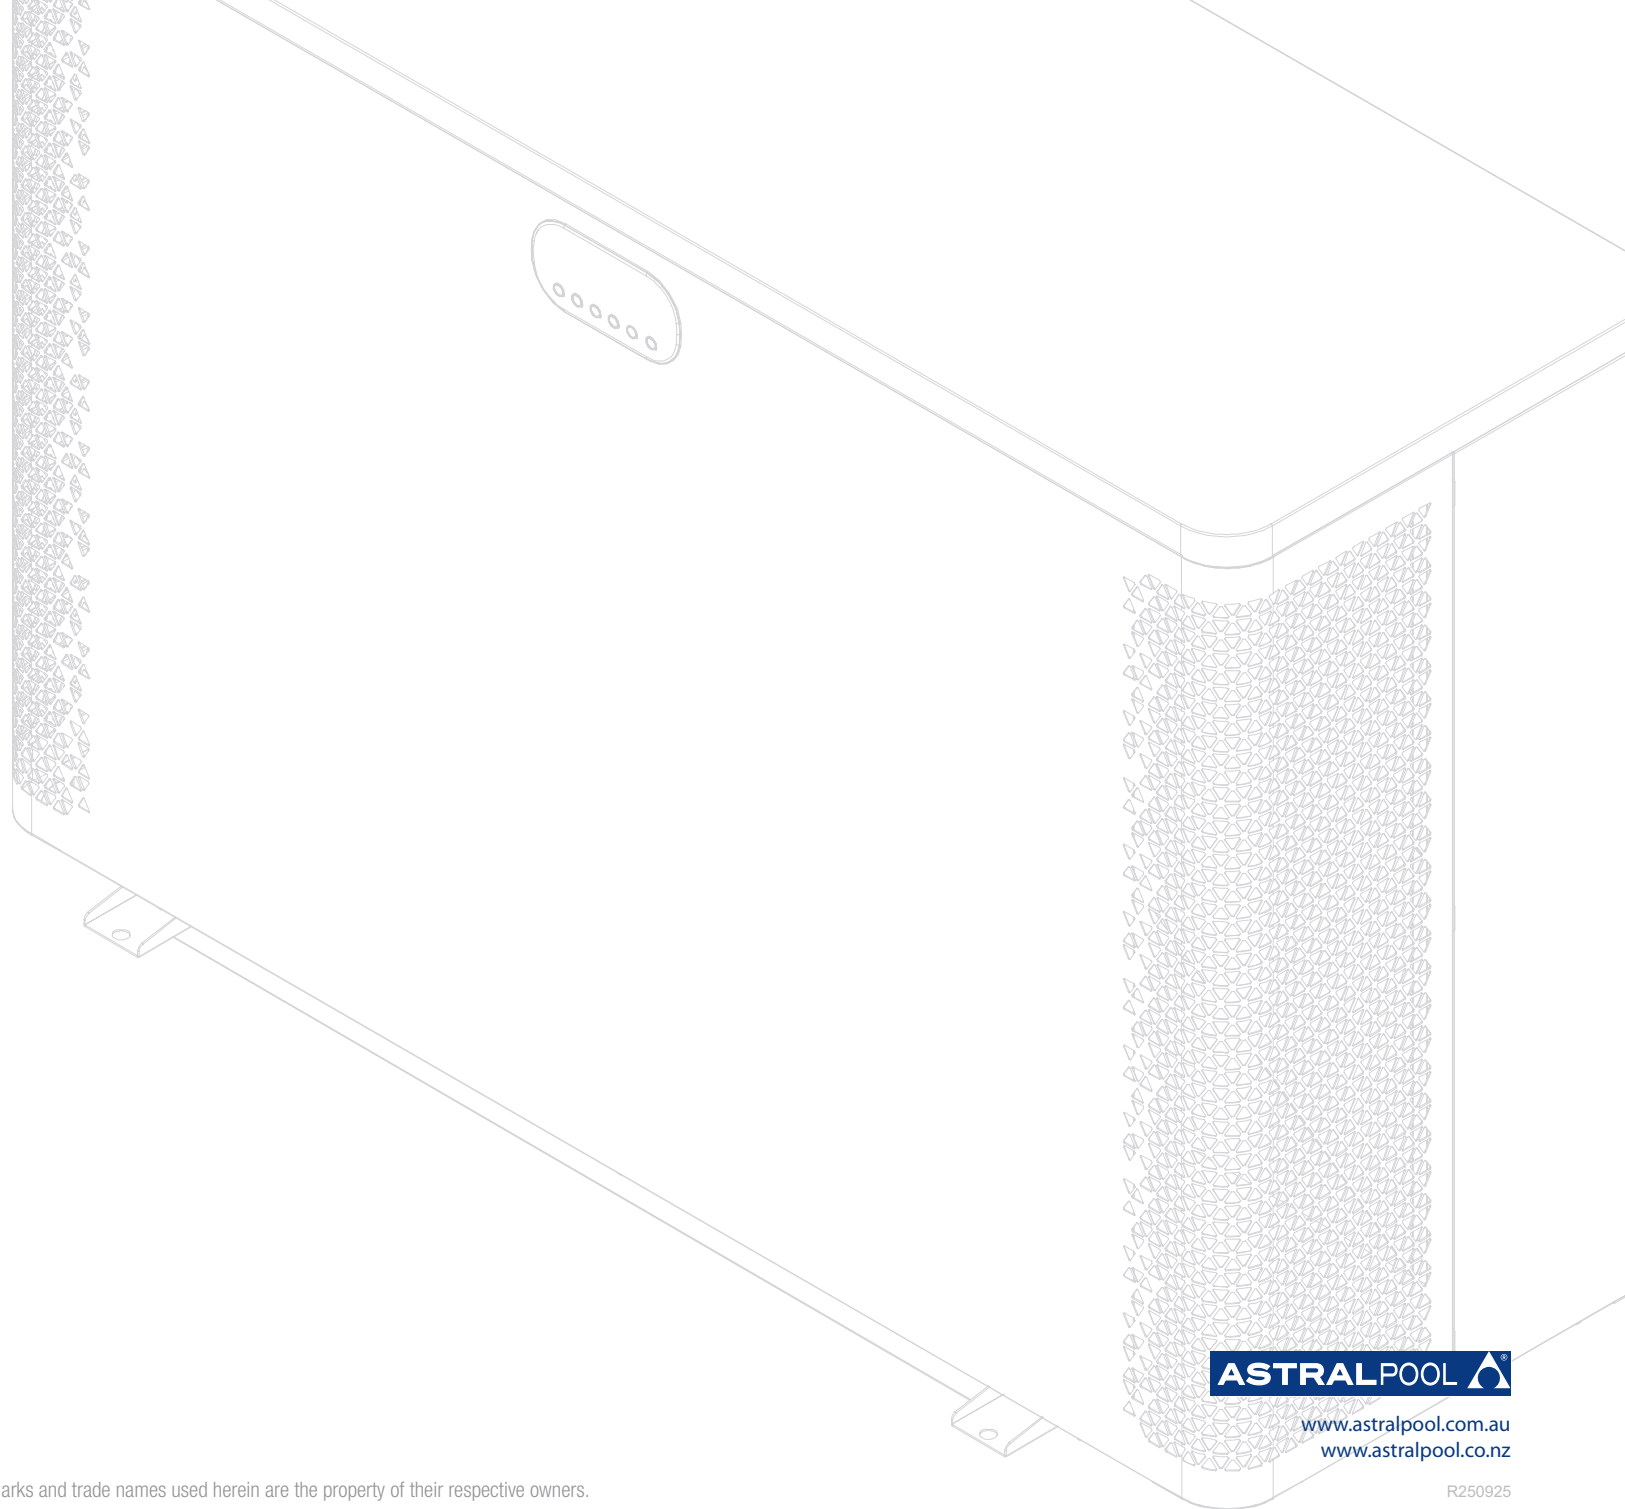 ASTRALPOOL ®
www.astralpool.com.au
www.astralpool.co.nz
arks and trade names used herein are the property of their respective owners.
R250925